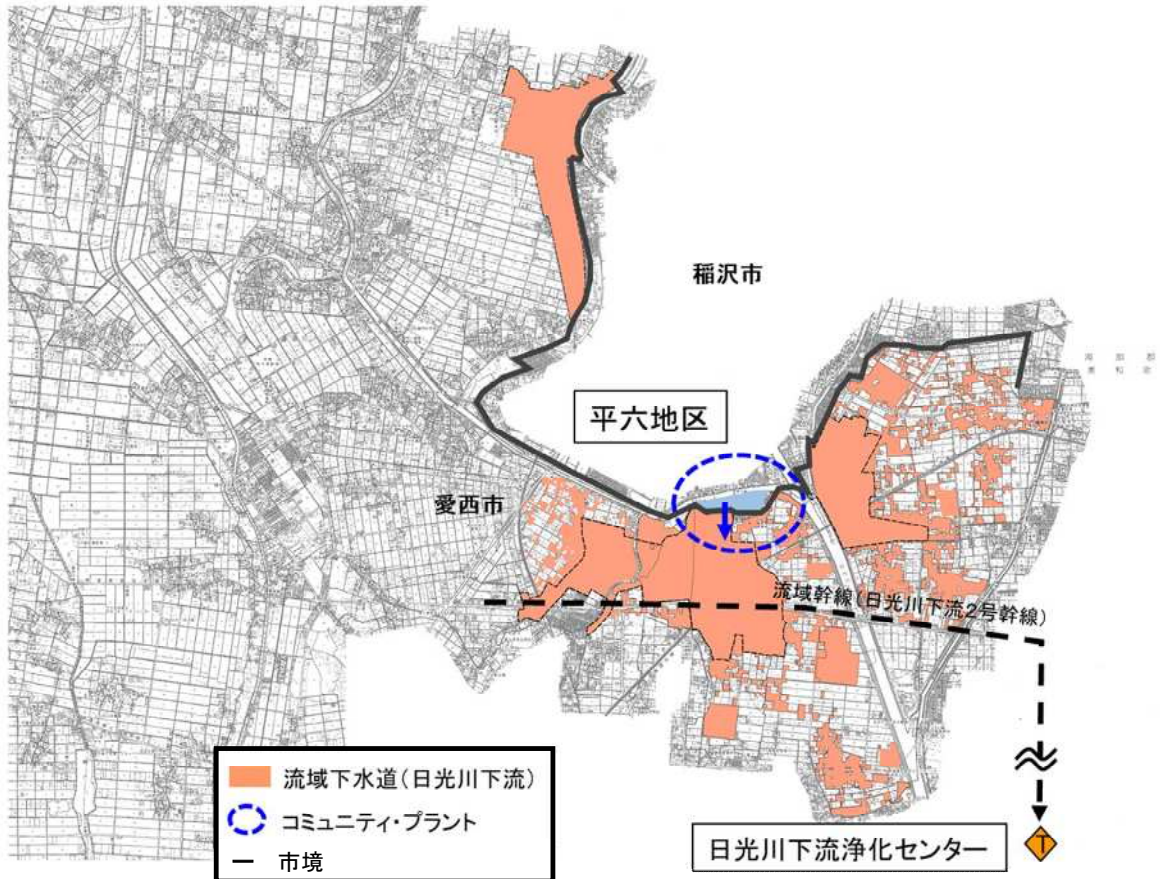 稲沢市
平六地区
愛西市
流域幹線(日光川下流2号幹線)
流域下水道(日光川下流)
コミュニティ・プラント
市境
日光川下流浄化センター
T